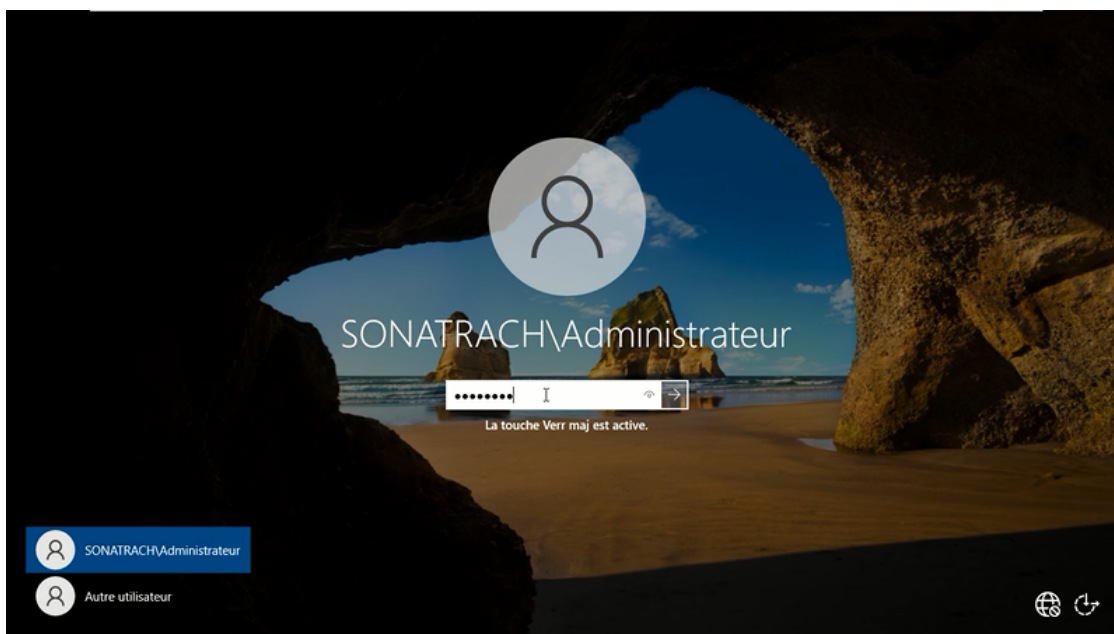 SONATRACH\Administrateur
••••••••
La touche Verr maj est active.
SONATRACH\Administrateur
Autre utilisateur